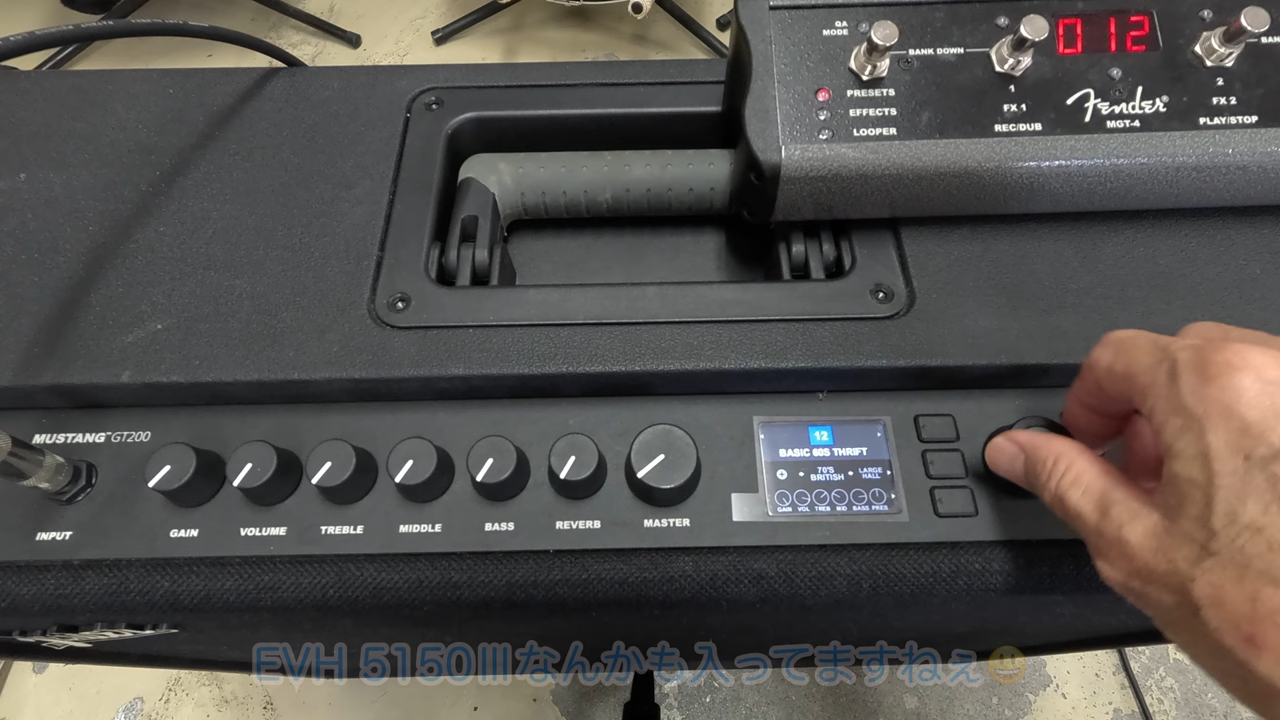 QA
MODE
BANK DOWN
012
PRESETS
EFFECTS
LOOPER
1
FX 1
REC/DUB
Fender®
MGT-4
2
FX 2
PLAY/STOP
MUSTANG™ GT200
INPUT
GAIN
VOLUME
TREBLE
MIDDLE
BASS
REVERB
MASTER
12
BASIC 60S THRIFT
70'S
BRITISH
LARGE
HALL
GAIN VOL TREB MID BASS PRES
EVH 5150Ⅲなんかも入ってますねぇ